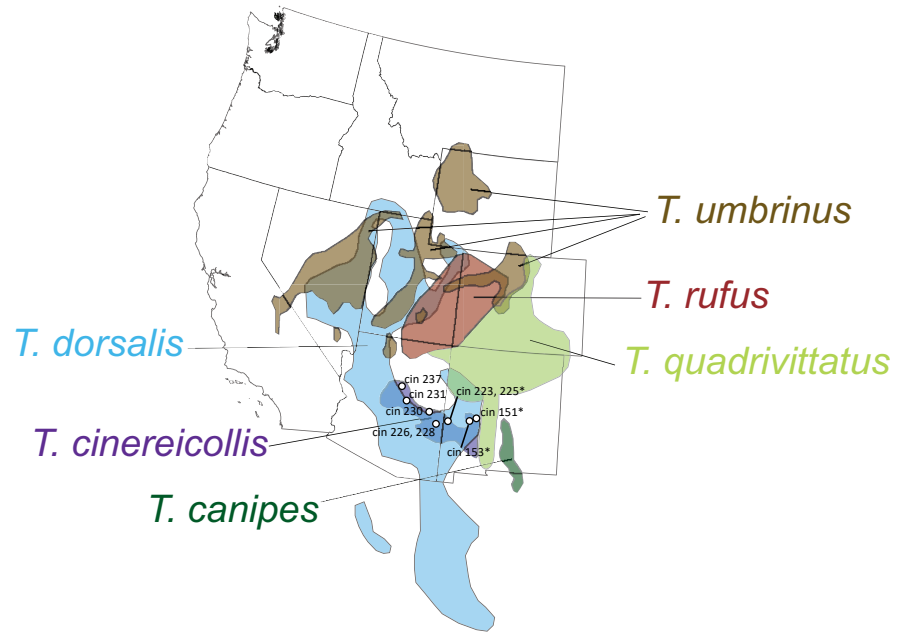 T. umbrinus
T. rufus
T. dorsalis
T. quadrivittatus
cin 237
cin 231
cin 223, 225*
cin 230
cin 151*
cin 226, 228
T. cinereicollis
cin 153*
T. canipes